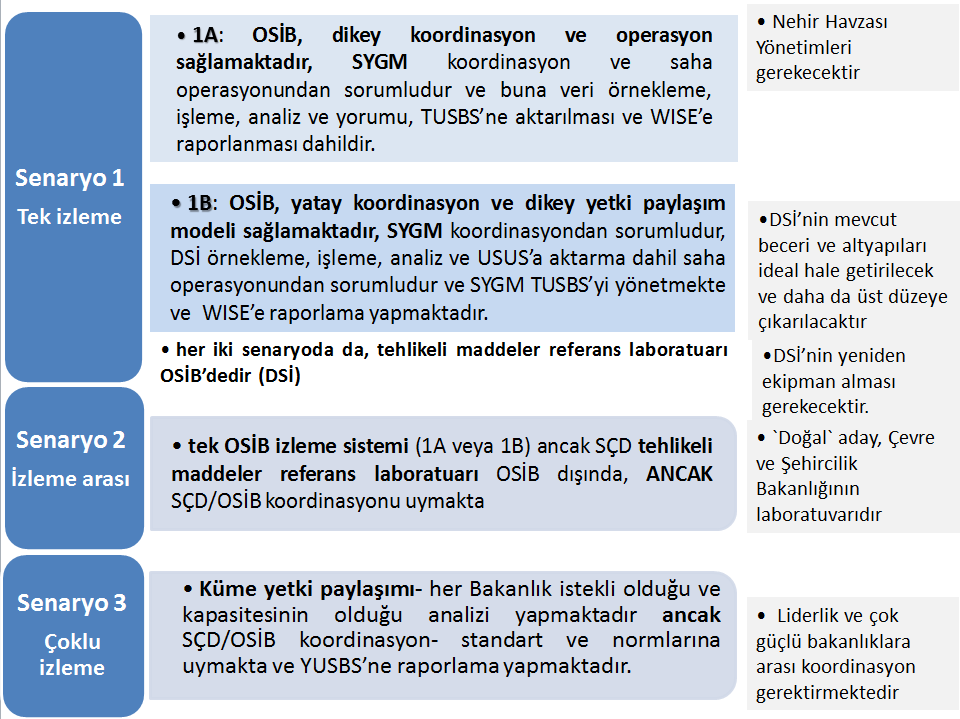 Senaryo 1
Tek izleme
• 1A: OSİB, dikey koordinasyon ve operasyon
sağlamaktadır, SYGM koordinasyon ve saha
operasyonundan sorumludur ve buna veri örnekleme,
işleme, analiz ve yorumu, TUSBS’ne aktarılması ve WISE’e
raporlanması dahildir.
• Nehir Havzası
Yönetimleri
gerekecektir
• 1B: OSİB, yatay koordinasyon ve dikey yetki paylaşım
modeli sağlamaktadır, SYGM koordinasyondan sorumludur,
DSİ örnekleme, işleme, analiz ve USUS’a aktarma dahil saha
operasyonundan sorumludur ve SYGM TUSBS’yi yönetmekte
ve WISE’e raporlama yapmaktadır.
•DSİ’nin mevcut
beceri ve altyapıları
ideal hale getirilecek
ve daha da üst düzeye
çıkarılacaktır
• her iki senaryoda da, tehlikeli maddeler referans laboratuarı
OSİB’dedir (DSİ)
•DSİ’nin yeniden
ekipman alması
gerekecektir.
Senaryo 2
İzleme arası
• tek OSİB izleme sistemi (1A veya 1B) ancak SÇD tehlikeli
maddeler referans laboratuarı OSİB dışında, ANCAK
SÇD/OSİB koordinasyonu uymakta
• `Doğal` aday, Çevre
ve Şehircilik
Bakanlığının
laboratuvarıdır
Senaryo 3
Çoklu
izleme
• Küme yetki paylaşımı- her Bakanlık istekli olduğu ve
kapasitesinin olduğu analizi yapmaktadır ancak
SÇD/OSİB koordinasyon- standart ve normlarına
uymakta ve YUSBS’ne raporlama yapmaktadır.
• Liderlik ve çok
güçlü bakanlıklara
arası koordinasyon
gerektirmektedir